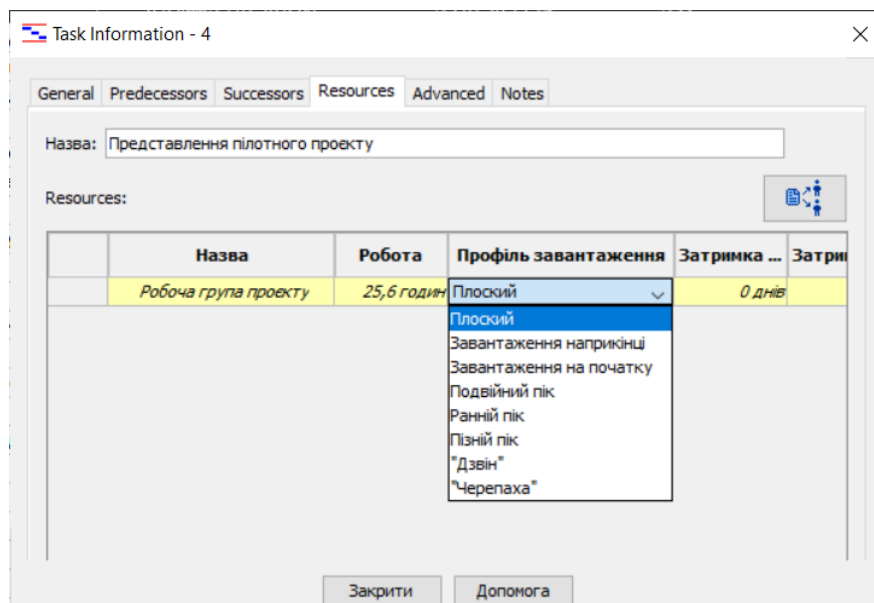 Task Information - 4
General Predecessors Successors Resources Advanced Notes
Назва: Представлення пілотного проєкту
Resources:
Назва Робота Профіль завантаження Затримка ... Затри
Робоча група проєкту 25,6 годин Плоский 0 днів
Плоский
Завантаження наприкінці
Завантаження на початку
Подвійний пік
Ранній пік
Пізній пік
"Дзвін"
"Черепаха"
Закрити Допомога